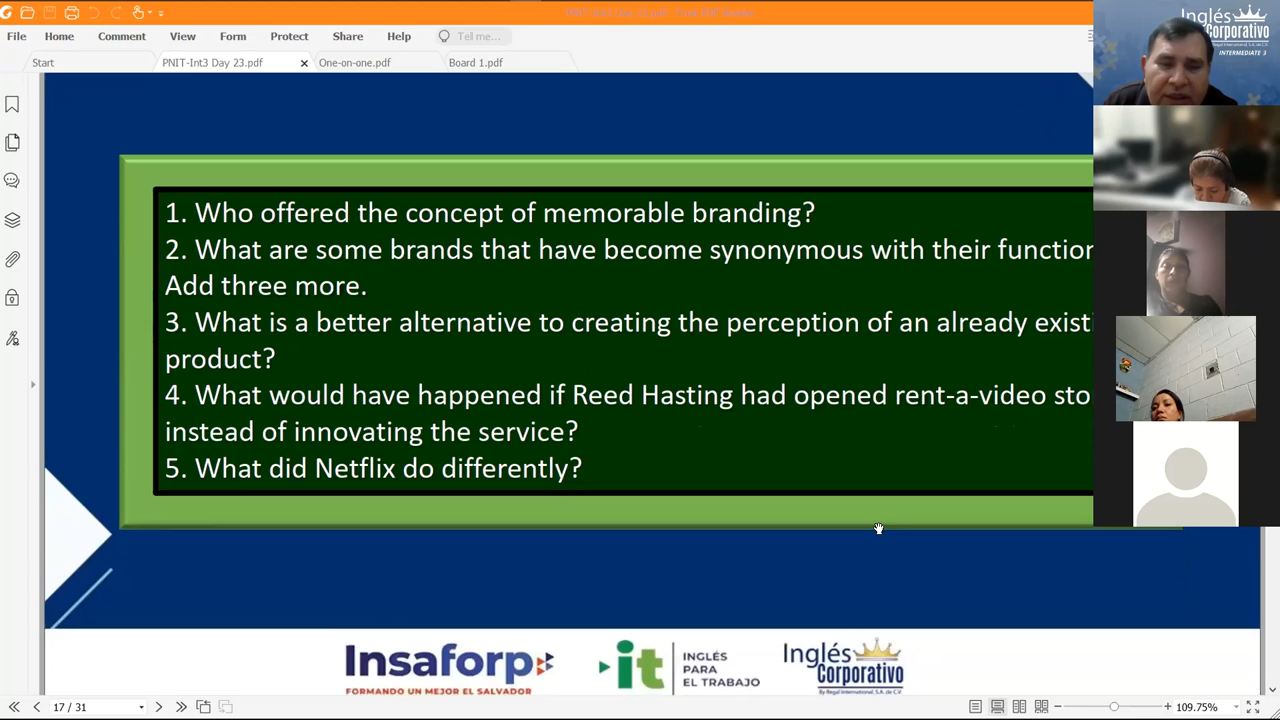 File Home Comment View Form Protect Share Help Tell me...
Start PNIT-Int3 Day 23.pdf One-on-one.pdf Board 1.pdf
Inglés
Corporativo
INTERMEDIATE 3
1. Who offered the concept of memorable branding?
2. What are some brands that have become synonymous with their function
Add three more.
3. What is a better alternative to creating the perception of an already existi
product?
4. What would have happened if Reed Hasting had opened rent-a-video sto
instead of innovating the service?
5. What did Netflix do differently?
Insaforp
FORMANDO UN MEJOR EL SALVADOR
it
INGLÉS
PARA
EL TRABAJO
Inglés
Corporativo
By Regal International, S.A. de C.V.
17 / 31
109.75%